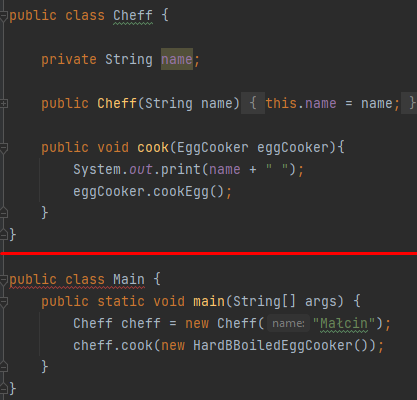 public class Cheff {
private String name;
public Cheff(String name) { this.name = name; }
public void cook(EggCooker eggCooker){
System.out.print(name + " ");
eggCooker.cookEgg();
}
}
public class Main {
public static void main(String[] args) {
Cheff cheff = new Cheff( name: "Małcin");
cheff.cook(new HardBBoiledEggCooker());
}
}